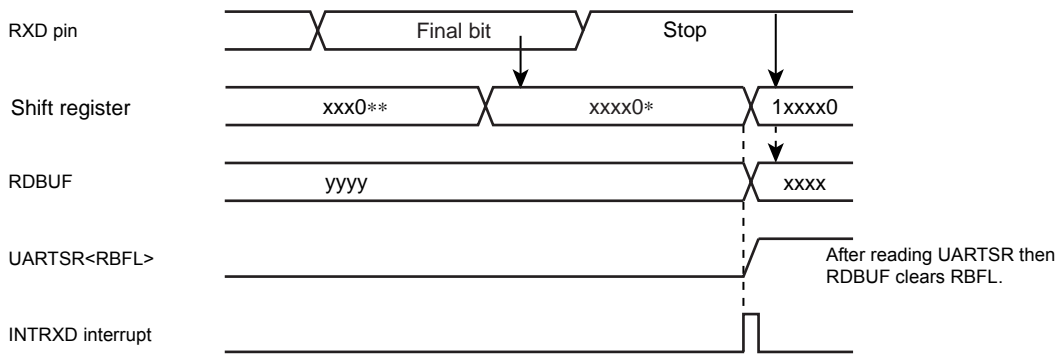 RXD pin
Final bit
Stop
Shift register
xxx0**
xxxx0*
1xxxx0
RDBUF
yyyy
xxxx
UARTSR<RBFL>
After reading UARTSR then
RDBUF clears RBFL.
INTRXD interrupt